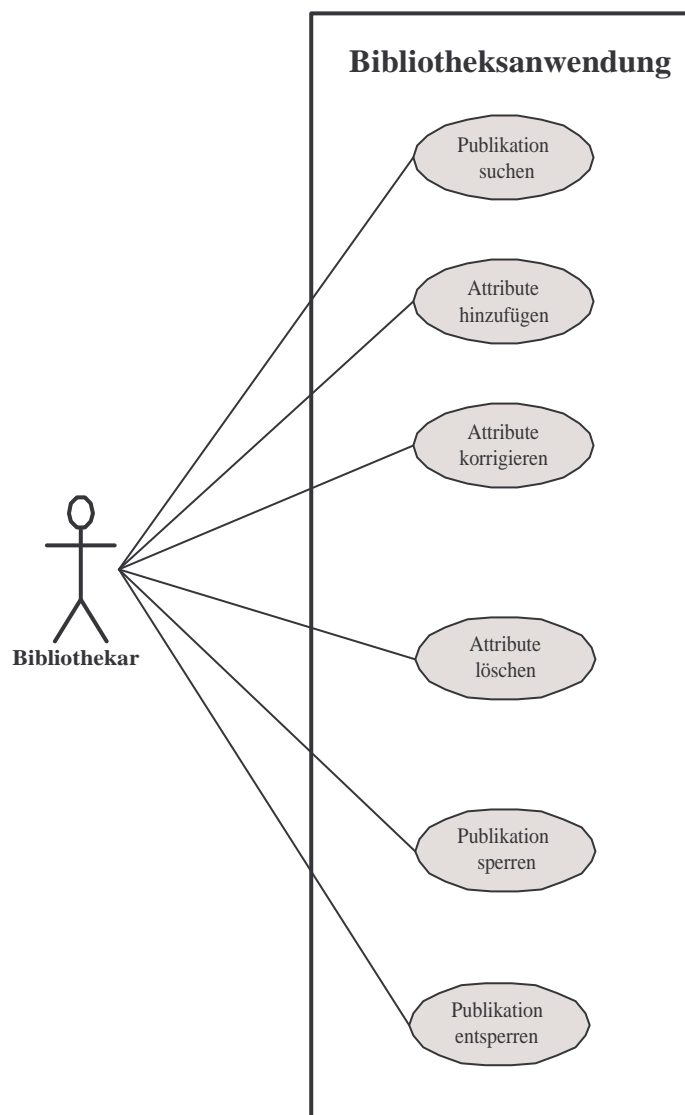 Bibliotheksanwendung
Publikation
suchen
Attribute
hinzufügen
Attribute
korrigieren
Bibliothekar
Attribute
löschen
Publikation
sperren
Publikation
entsperren